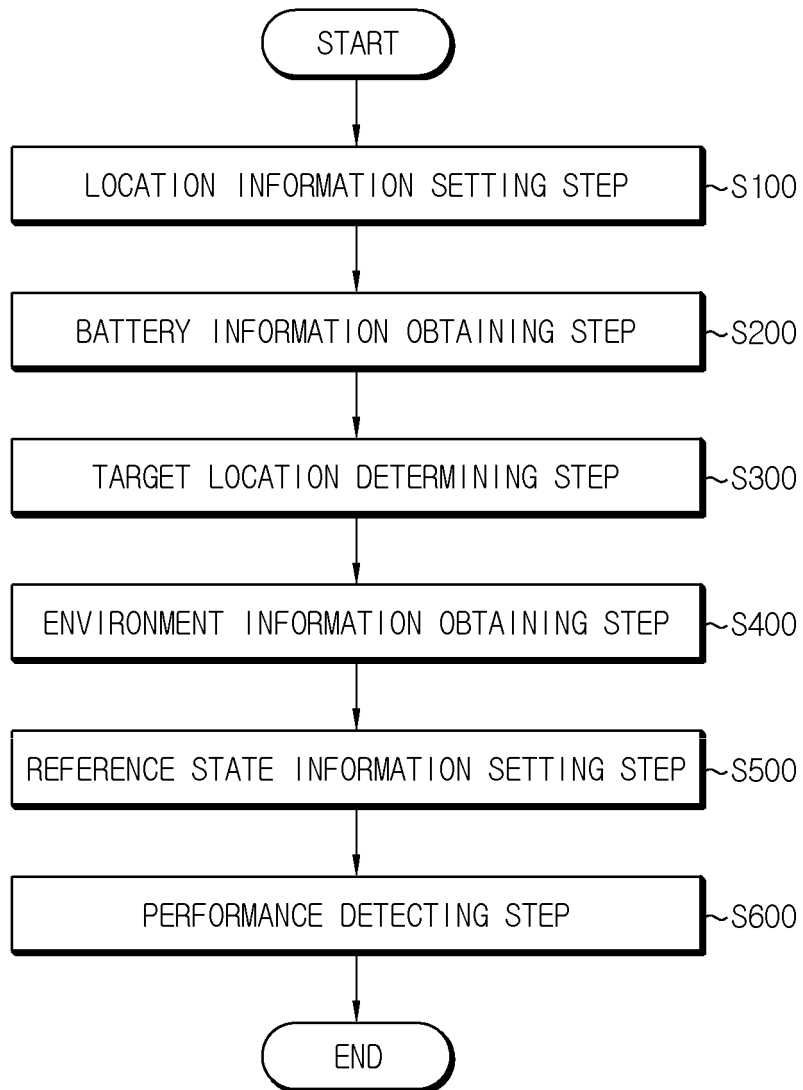 START
LOCATION INFORMATION SETTING STEP ~S100
BATTERY INFORMATION OBTAINING STEP ~S200
TARGET LOCATION DETERMINING STEP ~S300
ENVIRONMENT INFORMATION OBTAINING STEP ~S400
REFERENCE STATE INFORMATION SETTING STEP ~S500
PERFORMANCE DETECTING STEP ~S600
END